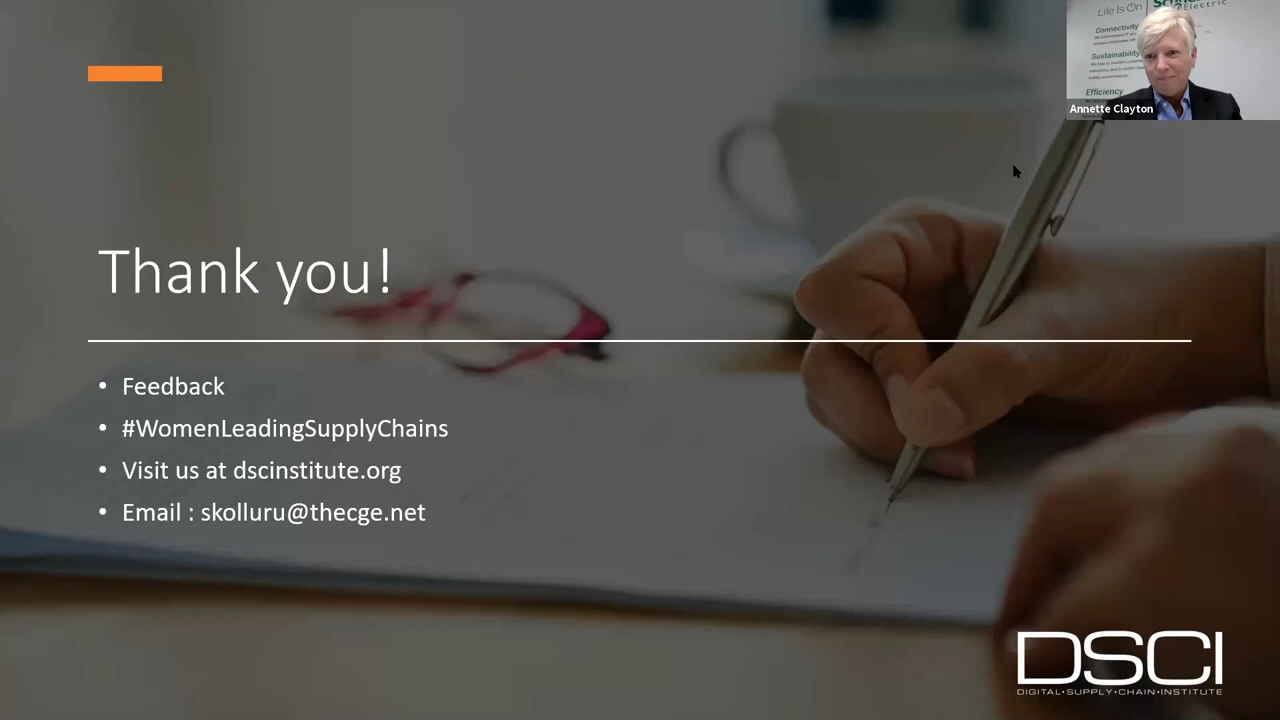 Life Is On | Schneider
Electric
Connectivity
Sustainability
Efficiency
Annette Clayton
Thank you!
• Feedback
• #WomenLeadingSupplyChains
• Visit us at dscinstitute.org
• Email : skolluru@thecge.net
DSCI
DIGITAL•SUPPLY•CHAIN•INSTITUTE